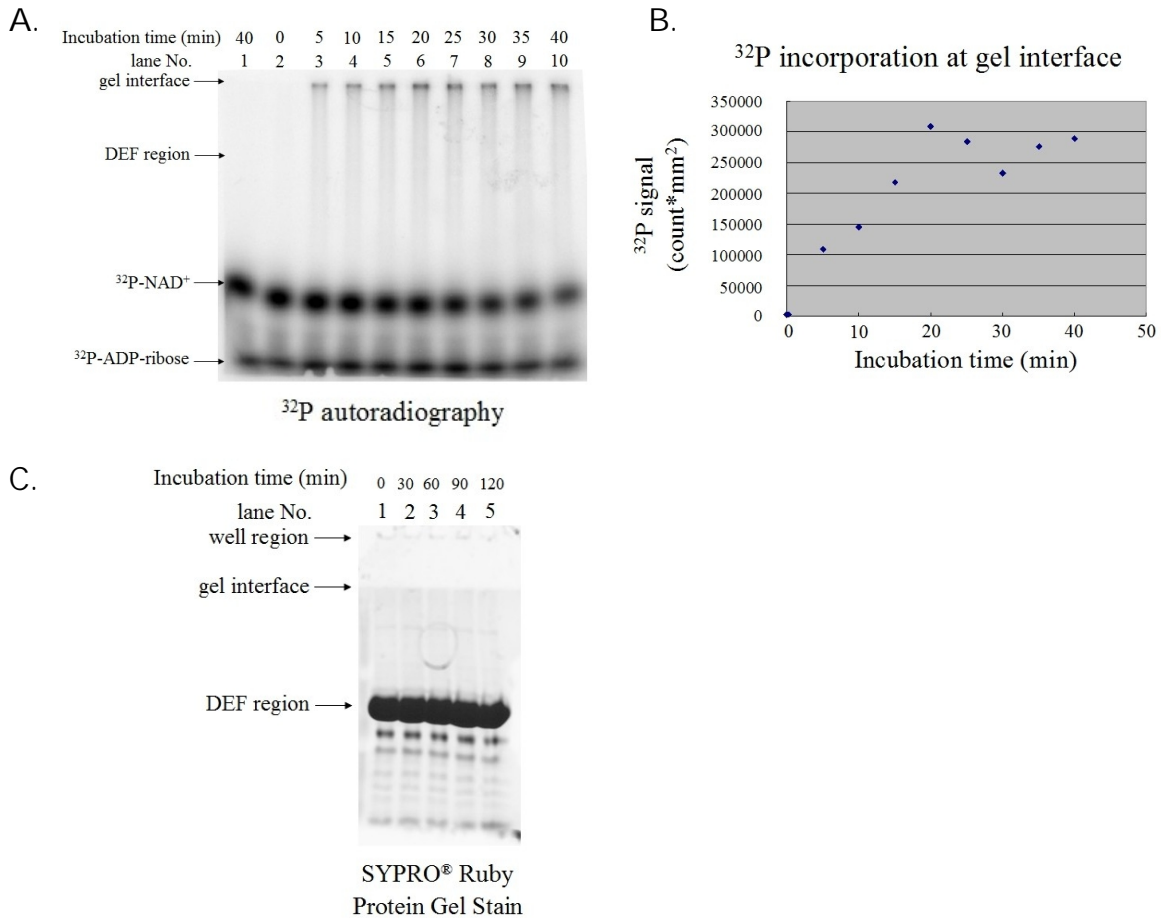 A.
Incubation time (min) 40 0 5 10 15 20 25 30 35 40
lane No. 1 2 3 4 5 6 7 8 9 10
gel interface
DEF region
³²P-NAD⁺
³²P-ADP-ribose
³²P autoradiography
B.
³²P incorporation at gel interface
³²P signal
(count*mm²)
350000
300000
250000
200000
150000
100000
50000
0
0 10 20 30 40 50
Incubation time (min)
C.
Incubation time (min) 0 30 60 90 120
lane No. 1 2 3 4 5
well region
gel interface
DEF region
SYPRO® Ruby
Protein Gel Stain